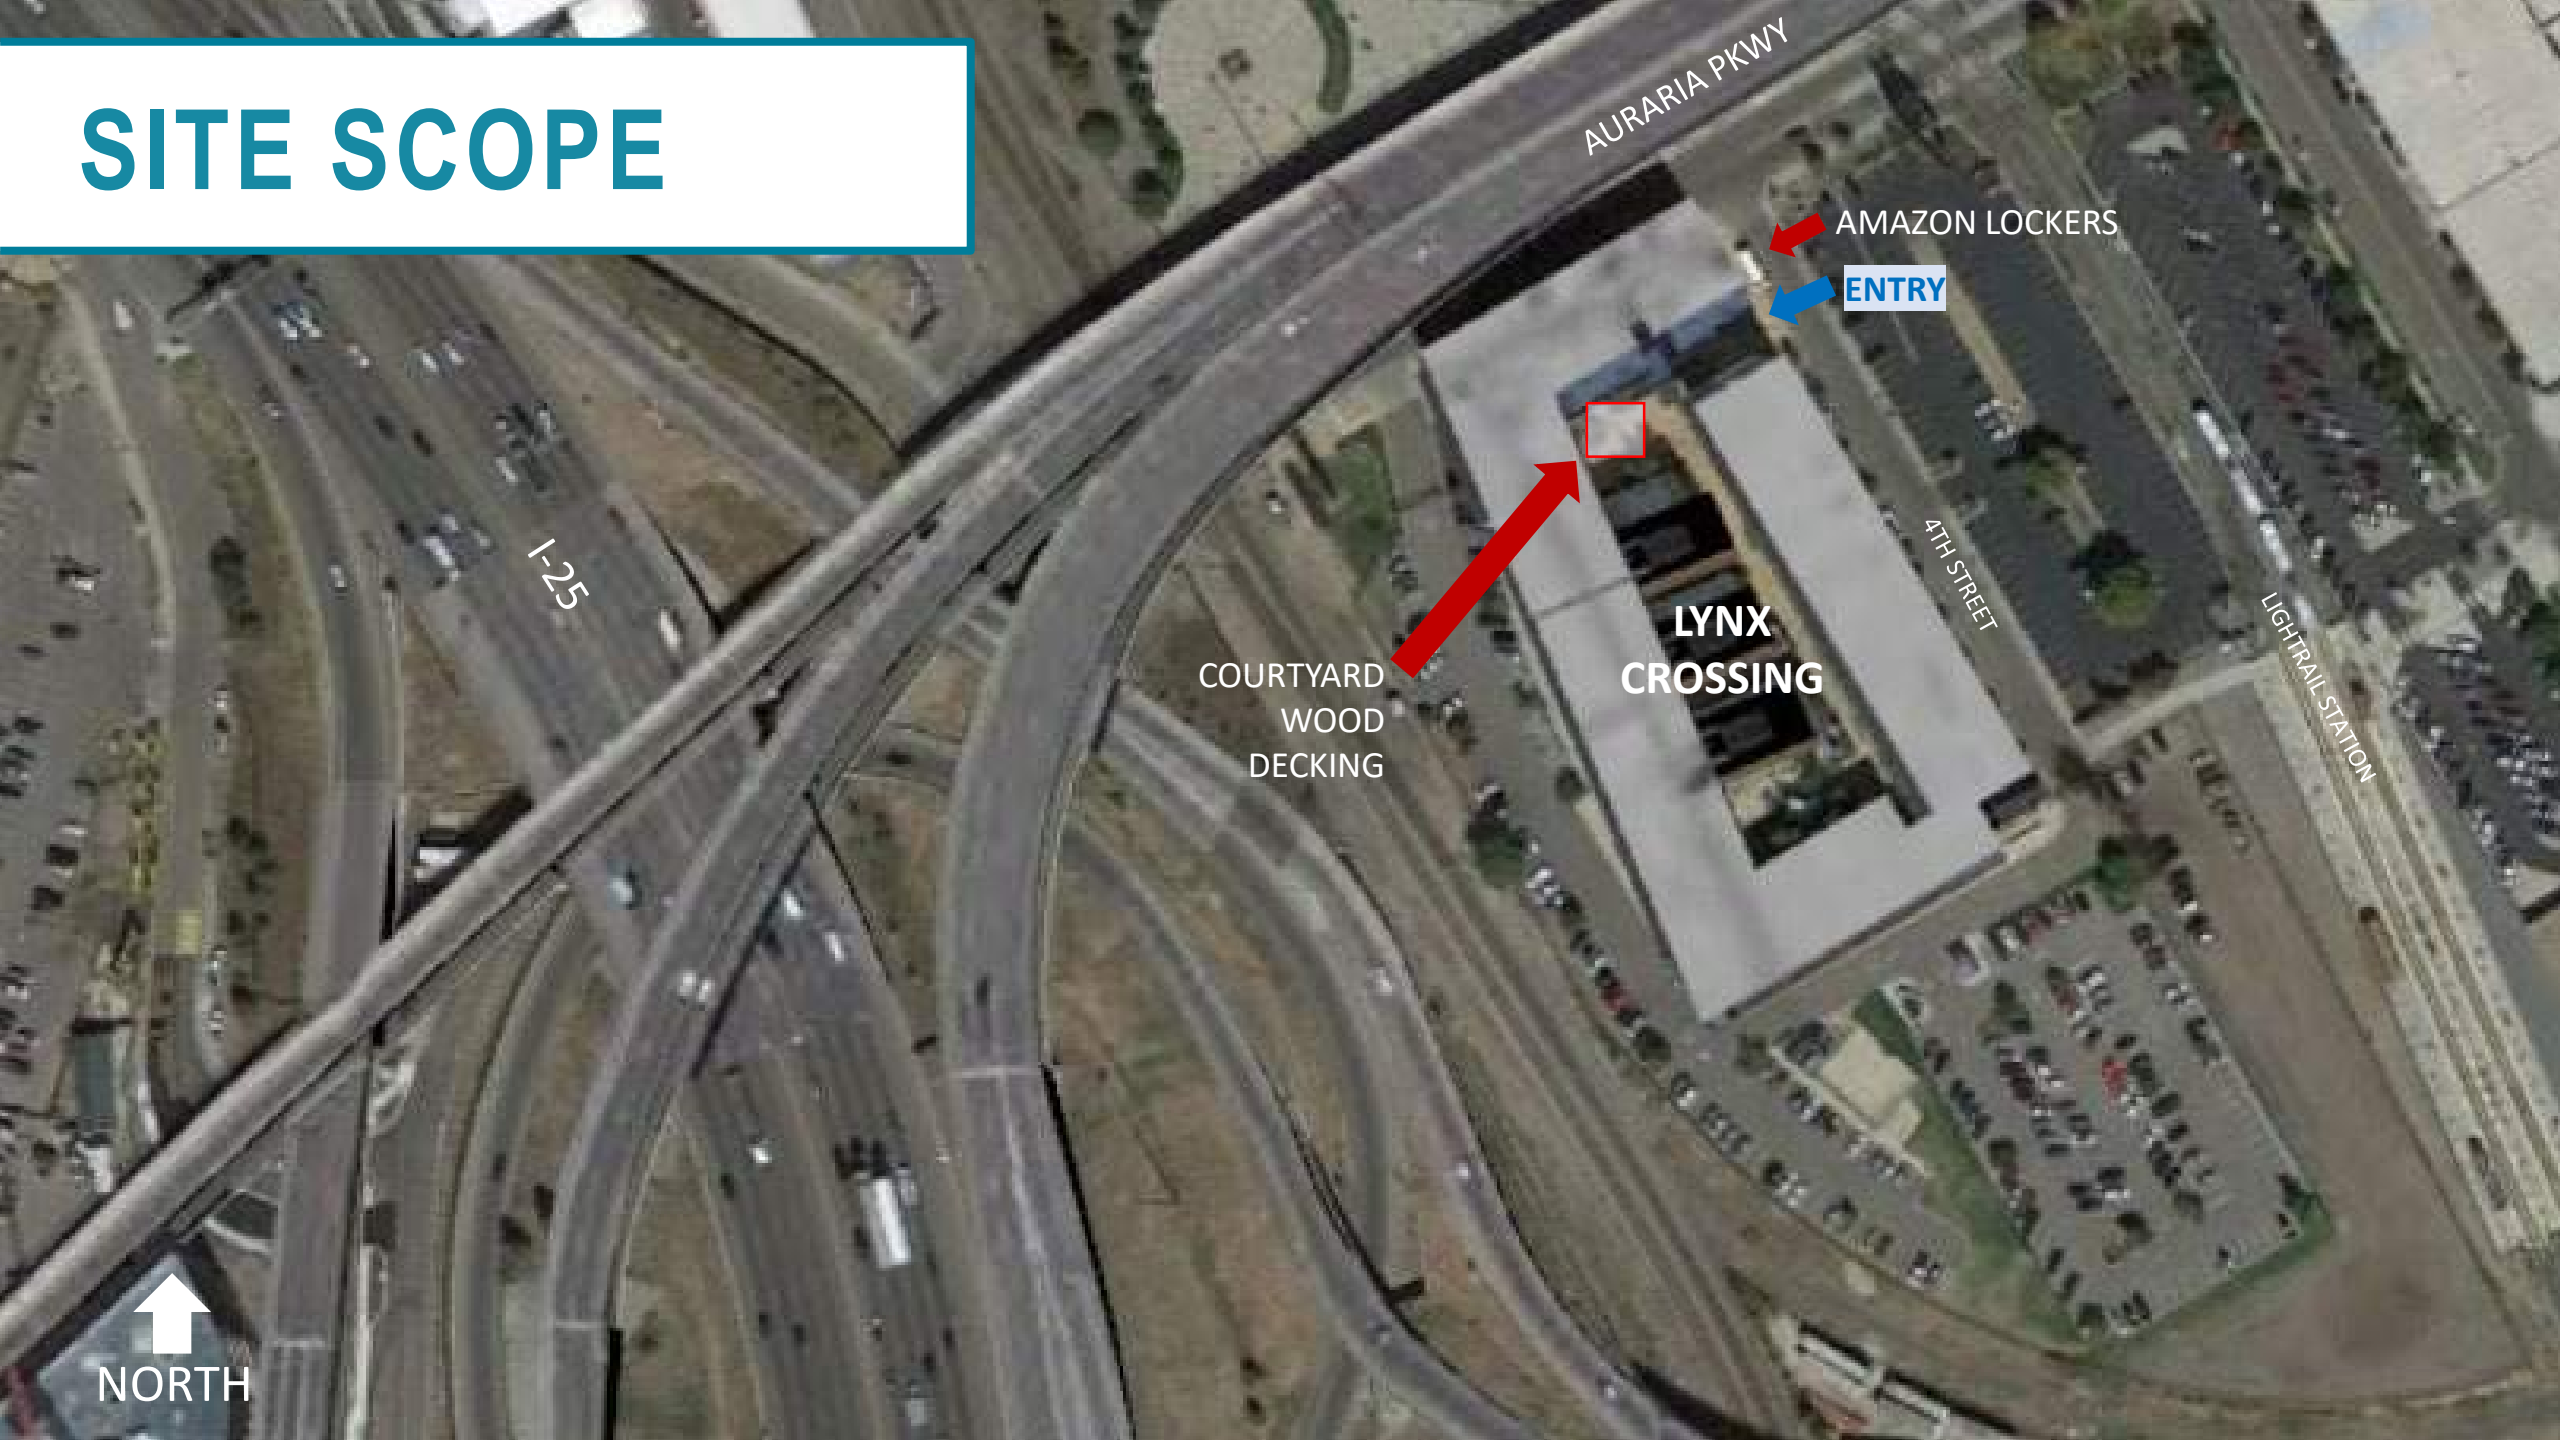 SITE SCOPE
AURARIA PKWY
AMAZON LOCKERS
ENTRY
I-25
4TH STREET
LYNX
CROSSING
LIGHTRAIL STATION
COURTYARD
WOOD
DECKING
NORTH